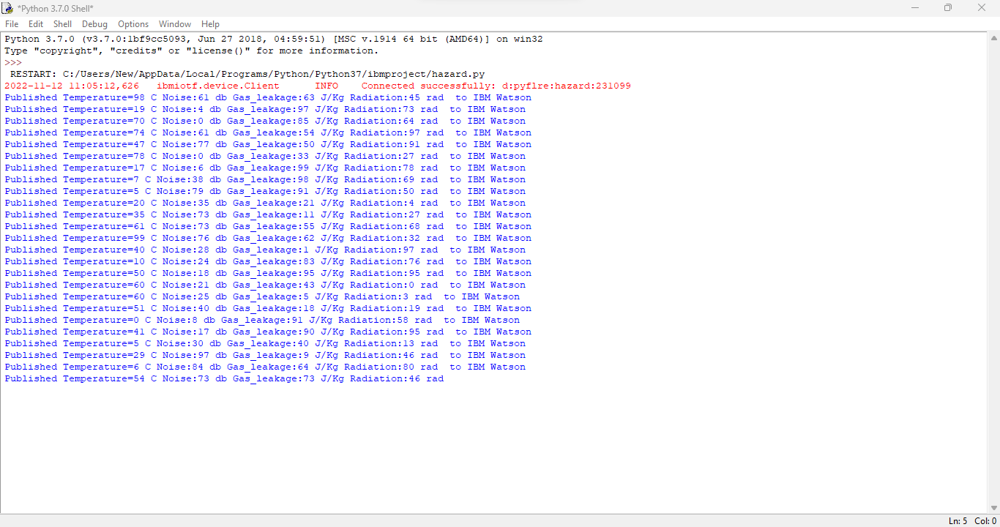 *Python 3.7.0 Shell*
File Edit Shell Debug Options Window Help
Python 3.7.0 (v3.7.0:1bf9cc5093, Jun 27 2018, 04:59:51) [MSC v.1914 64 bit (AMD64)] on win32
Type "copyright", "credits" or "license()" for more information.
>>>
RESTART: C:/Users/New/AppData/Local/Programs/Python/Python37/ibmproject/hazard.py
2022-11-12 11:05:12,626   ibmiotf.device.Client      INFO    Connected successfully: d:pyflre:hazard:231099
Published Temperature=98 C Noise:61 db Gas_leakage:63 J/Kg Radiation:45 rad  to IBM Watson
Published Temperature=19 C Noise:4 db Gas_leakage:97 J/Kg Radiation:73 rad  to IBM Watson
Published Temperature=70 C Noise:0 db Gas_leakage:85 J/Kg Radiation:64 rad  to IBM Watson
Published Temperature=74 C Noise:61 db Gas_leakage:54 J/Kg Radiation:97 rad  to IBM Watson
Published Temperature=47 C Noise:77 db Gas_leakage:50 J/Kg Radiation:91 rad  to IBM Watson
Published Temperature=78 C Noise:0 db Gas_leakage:33 J/Kg Radiation:27 rad  to IBM Watson
Published Temperature=17 C Noise:6 db Gas_leakage:99 J/Kg Radiation:78 rad  to IBM Watson
Published Temperature=7 C Noise:38 db Gas_leakage:98 J/Kg Radiation:69 rad  to IBM Watson
Published Temperature=5 C Noise:79 db Gas_leakage:91 J/Kg Radiation:50 rad  to IBM Watson
Published Temperature=20 C Noise:35 db Gas_leakage:21 J/Kg Radiation:4 rad  to IBM Watson
Published Temperature=35 C Noise:73 db Gas_leakage:11 J/Kg Radiation:27 rad  to IBM Watson
Published Temperature=61 C Noise:73 db Gas_leakage:55 J/Kg Radiation:68 rad  to IBM Watson
Published Temperature=99 C Noise:76 db Gas_leakage:62 J/Kg Radiation:32 rad  to IBM Watson
Published Temperature=40 C Noise:28 db Gas_leakage:1 J/Kg Radiation:97 rad  to IBM Watson
Published Temperature=10 C Noise:24 db Gas_leakage:83 J/Kg Radiation:76 rad  to IBM Watson
Published Temperature=50 C Noise:18 db Gas_leakage:95 J/Kg Radiation:95 rad  to IBM Watson
Published Temperature=60 C Noise:21 db Gas_leakage:43 J/Kg Radiation:0 rad  to IBM Watson
Published Temperature=60 C Noise:25 db Gas_leakage:5 J/Kg Radiation:3 rad  to IBM Watson
Published Temperature=51 C Noise:40 db Gas_leakage:18 J/Kg Radiation:19 rad  to IBM Watson
Published Temperature=0 C Noise:8 db Gas_leakage:91 J/Kg Radiation:58 rad  to IBM Watson
Published Temperature=41 C Noise:17 db Gas_leakage:90 J/Kg Radiation:95 rad  to IBM Watson
Published Temperature=5 C Noise:30 db Gas_leakage:40 J/Kg Radiation:13 rad  to IBM Watson
Published Temperature=29 C Noise:97 db Gas_leakage:9 J/Kg Radiation:46 rad  to IBM Watson
Published Temperature=6 C Noise:84 db Gas_leakage:64 J/Kg Radiation:80 rad  to IBM Watson
Published Temperature=54 C Noise:73 db Gas_leakage:73 J/Kg Radiation:46 rad
Ln: 5 Col: 0